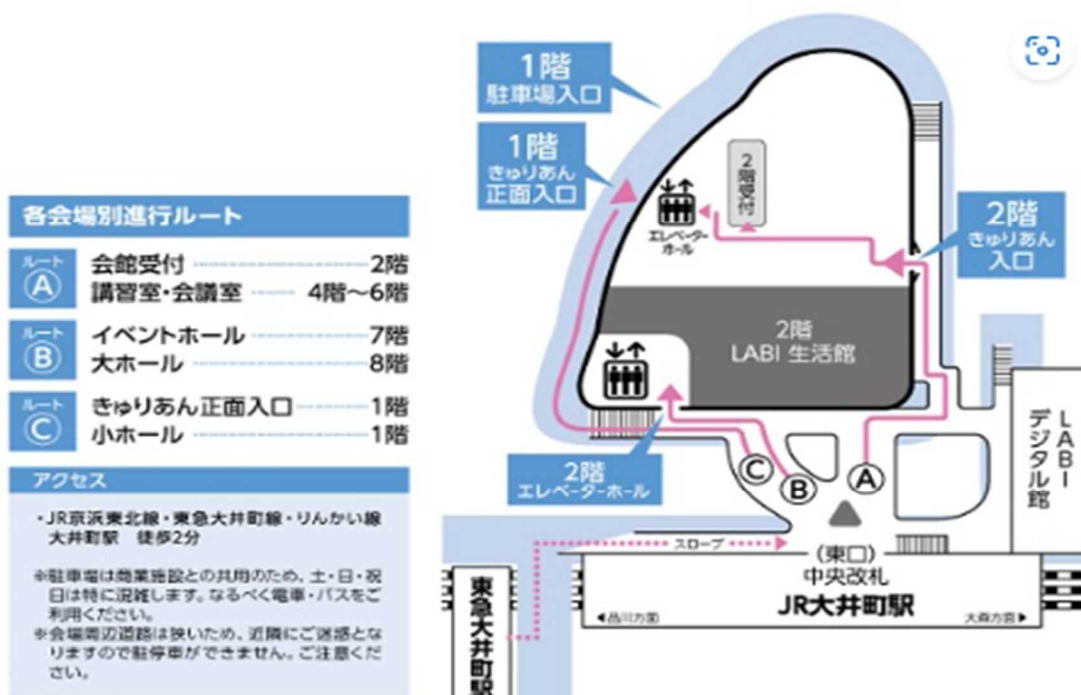 各会場別進行ルート
ルート
A
会館受付 2階
講習室・会議室 4階～6階
ルート
B
イベントホール 7階
大ホール 8階
ルート
C
きゅりあん正面入口 1階
小ホール 1階
アクセス
・JR京浜東北線・東急大井町線・りんかい線
大井町駅 徒歩2分
※駐車場は商業施設との共用のため、土・日・祝
日は特に混雑します。なるべく電車・バスをご
利用ください。
※会場周辺道路は狭いため、近隣にご迷惑とな
りますので駐停車ができません。ご注意くだ
さい。
1階
駐車場入口
1階
きゅりあん
正面入口
2階受付
エレベーター
ホール
2階
きゅりあん
入口
2階
LABI 生活館
2階
エレベーターホール
C
B
A
LABI
デジタル館
スロープ
(東口)
中央改札
JR大井町駅
品川方面
大森方面
東急大井町駅